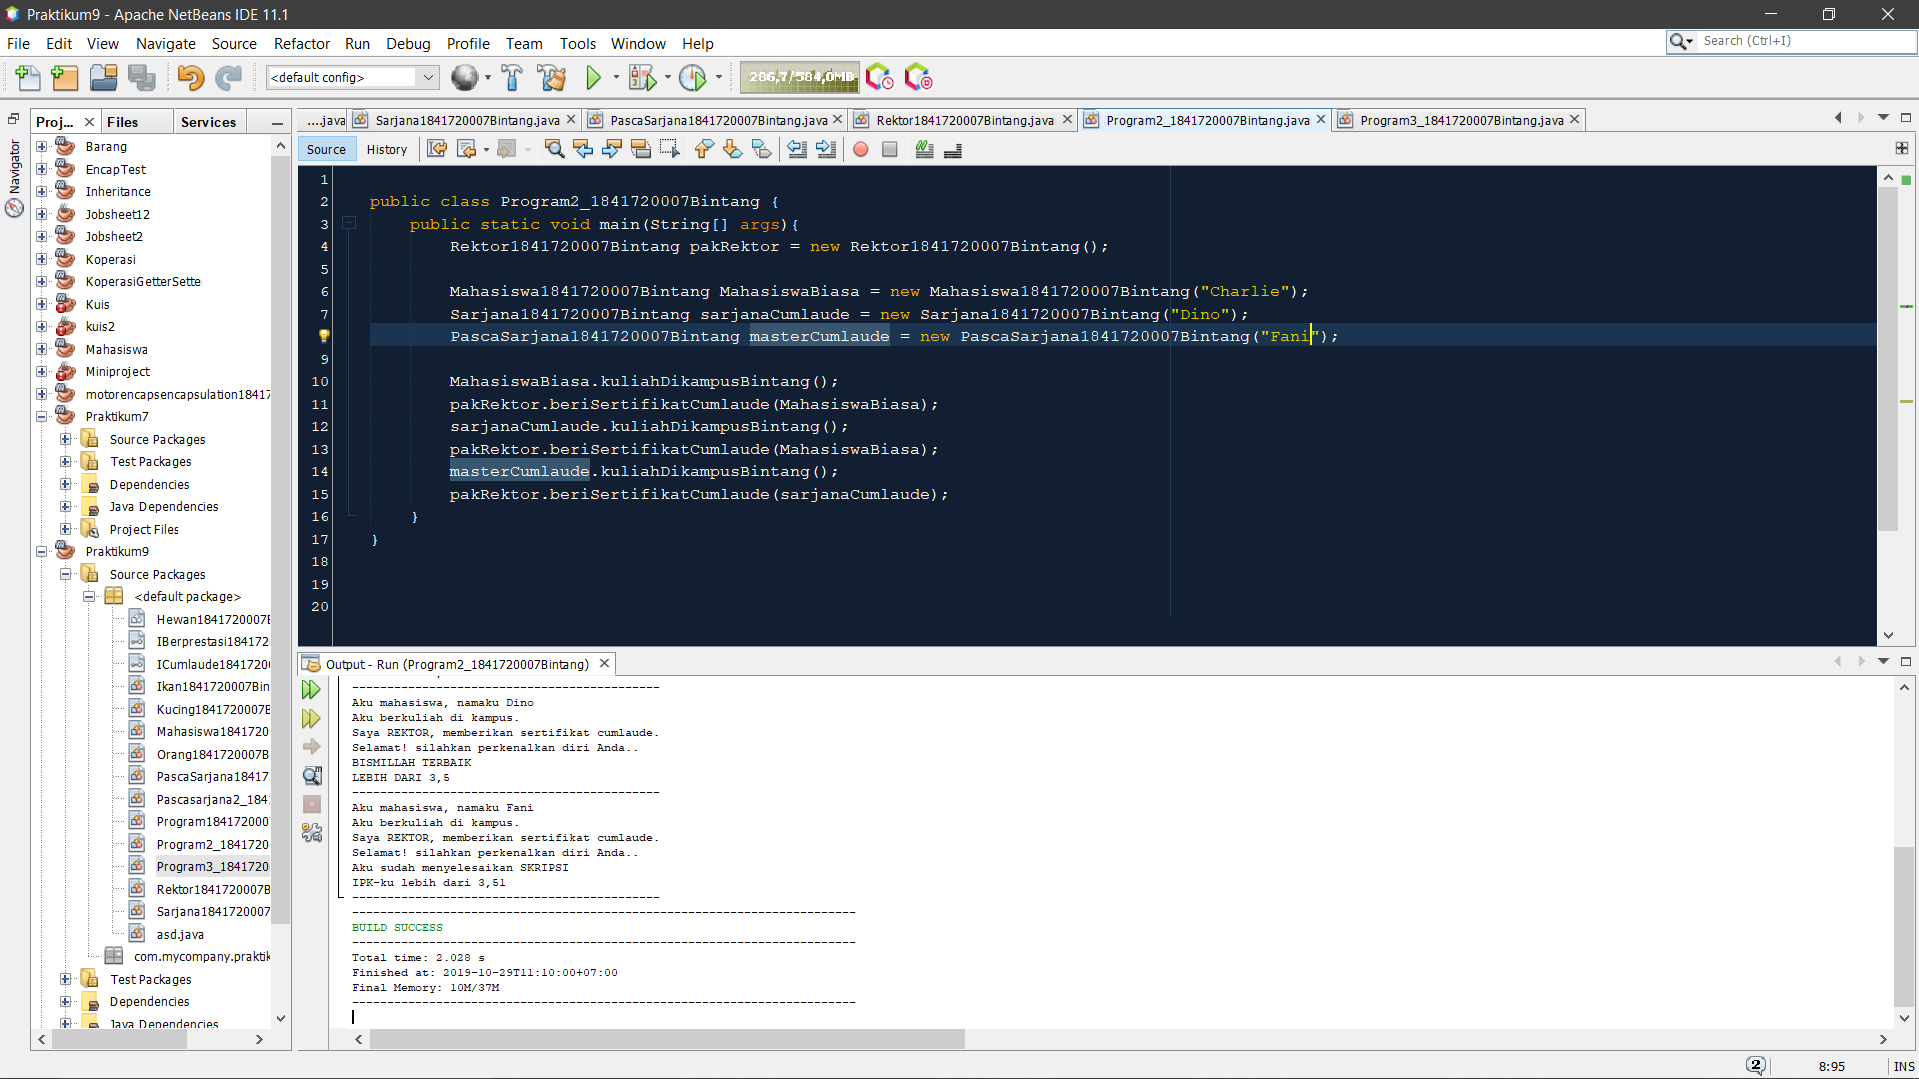 Praktikum9 - Apache NetBeans IDE 11.1
File Edit View Navigate Source Refactor Run Debug Profile Team Tools Window Help
Search (Ctrl+I)
<default config>
286,7/584,0MB
Proj... Files Services
....java Sarjana1841720007Bintang.java PascaSarjana1841720007Bintang.java Rektor1841720007Bintang.java Program2_1841720007Bintang.java Program3_1841720007Bintang.java
Source History
Navigator
Barang
EncapTest
Inheritance
Jobsheet12
Jobsheet2
Koperasi
KoperasiGetterSette
Kuis
kuis2
Mahasiswa
Miniproject
motorencapsencapsulation18417
Praktikum7
Source Packages
Test Packages
Dependencies
Java Dependencies
Project Files
Praktikum9
Source Packages
<default package>
Hewan1841720007B
IBerprestasi184172
ICumlaude18417200
Ikan1841720007Bin
Kucing1841720007B
Mahasiswa1841720
Orang1841720007B
PascaSarjana18417
Pascasarjana2_184
Program184172000
Program2_1841720
Program3_1841720
Rektor1841720007B
Sarjana1841720007
asd.java
com.mycompany.praktik
Test Packages
Dependencies
Java Dependencies
1
2 public class Program2_1841720007Bintang {
3 public static void main(String[] args){
4 Rektor1841720007Bintang pakRektor = new Rektor1841720007Bintang();
5
6 Mahasiswa1841720007Bintang MahasiswaBiasa = new Mahasiswa1841720007Bintang("Charlie");
7 Sarjana1841720007Bintang sarjanaCumlaude = new Sarjana1841720007Bintang("Dino");
PascaSarjana1841720007Bintang masterCumlaude = new PascaSarjana1841720007Bintang("Fani");
9
10 MahasiswaBiasa.kuliahDikampusBintang();
11 pakRektor.beriSertifikatCumlaude(MahasiswaBiasa);
12 sarjanaCumlaude.kuliahDikampusBintang();
13 pakRektor.beriSertifikatCumlaude(MahasiswaBiasa);
14 masterCumlaude.kuliahDikampusBintang();
15 pakRektor.beriSertifikatCumlaude(sarjanaCumlaude);
16 }
17 }
18
19
20
Output - Run (Program2_1841720007Bintang)
--------------------------------------------
Aku mahasiswa, namaku Dino
Aku berkuliah di kampus.
Saya REKTOR, memberikan sertifikat cumlaude.
Selamat! silahkan perkenalkan diri Anda..
BISMILLAH TERBAIK
LEBIH DARI 3,5
--------------------------------------------
Aku mahasiswa, namaku Fani
Aku berkuliah di kampus.
Saya REKTOR, memberikan sertifikat cumlaude.
Selamat! silahkan perkenalkan diri Anda..
Aku sudah menyelesaikan SKRIPSI
IPK-ku lebih dari 3,51
--------------------------------------------
------------------------------------------------------------------------
BUILD SUCCESS
------------------------------------------------------------------------
Total time: 2.028 s
Finished at: 2019-10-29T11:10:00+07:00
Final Memory: 10M/37M
------------------------------------------------------------------------
2 8:95 INS